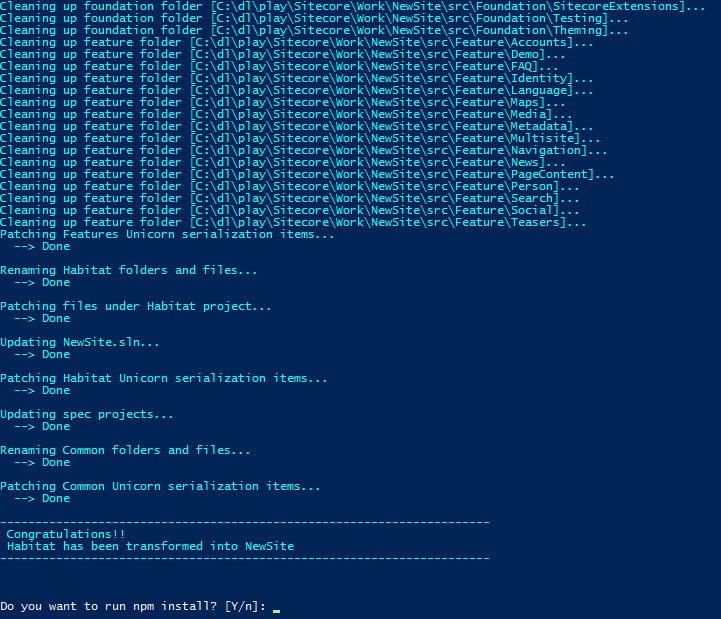 Cleaning up foundation folder [C:\dl\play\Sitecore\Work\NewSite\src\Foundation\SitecoreExtensions]...
Cleaning up foundation folder [C:\dl\play\Sitecore\Work\NewSite\src\Foundation\Testing]...
Cleaning up foundation folder [C:\dl\play\Sitecore\Work\NewSite\src\Foundation\Theming]...
Cleaning up feature folder [C:\dl\play\Sitecore\Work\NewSite\src\Feature\Accounts]...
Cleaning up feature folder [C:\dl\play\Sitecore\Work\NewSite\src\Feature\Demo]...
Cleaning up feature folder [C:\dl\play\Sitecore\Work\NewSite\src\Feature\FAQ]...
Cleaning up feature folder [C:\dl\play\Sitecore\Work\NewSite\src\Feature\Identity]...
Cleaning up feature folder [C:\dl\play\Sitecore\Work\NewSite\src\Feature\Language]...
Cleaning up feature folder [C:\dl\play\Sitecore\Work\NewSite\src\Feature\Maps]...
Cleaning up feature folder [C:\dl\play\Sitecore\Work\NewSite\src\Feature\Media]...
Cleaning up feature folder [C:\dl\play\Sitecore\Work\NewSite\src\Feature\Metadata]...
Cleaning up feature folder [C:\dl\play\Sitecore\Work\NewSite\src\Feature\Multisite]...
Cleaning up feature folder [C:\dl\play\Sitecore\Work\NewSite\src\Feature\Navigation]...
Cleaning up feature folder [C:\dl\play\Sitecore\Work\NewSite\src\Feature\News]...
Cleaning up feature folder [C:\dl\play\Sitecore\Work\NewSite\src\Feature\PageContent]...
Cleaning up feature folder [C:\dl\play\Sitecore\Work\NewSite\src\Feature\Person]...
Cleaning up feature folder [C:\dl\play\Sitecore\Work\NewSite\src\Feature\Search]...
Cleaning up feature folder [C:\dl\play\Sitecore\Work\NewSite\src\Feature\Social]...
Cleaning up feature folder [C:\dl\play\Sitecore\Work\NewSite\src\Feature\Teasers]...
Patching Features Unicorn serialization items...
--> Done
Renaming Habitat folders and files...
--> Done
Patching files under Habitat project...
--> Done
Updating NewSite.sln...
--> Done
Patching Habitat Unicorn serialization items...
--> Done
Updating spec projects...
--> Done
Renaming Common folders and files...
--> Done
Patching Common Unicorn serialization items...
--> Done
----------------------------------------------------------------------
Congratulations!!
Habitat has been transformed into NewSite
----------------------------------------------------------------------
Do you want to run npm install? [Y/n]: _